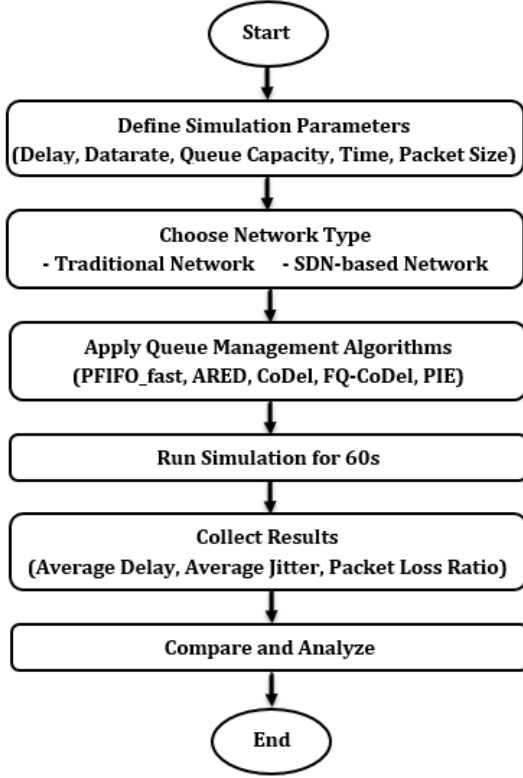 Start
Define Simulation Parameters
(Delay, Datarate, Queue Capacity, Time, Packet Size)
Choose Network Type
- Traditional Network - SDN-based Network
Apply Queue Management Algorithms
(PFIFO_fast, ARED, CoDel, FQ-CoDel, PIE)
Run Simulation for 60s
Collect Results
(Average Delay, Average Jitter, Packet Loss Ratio)
Compare and Analyze
End